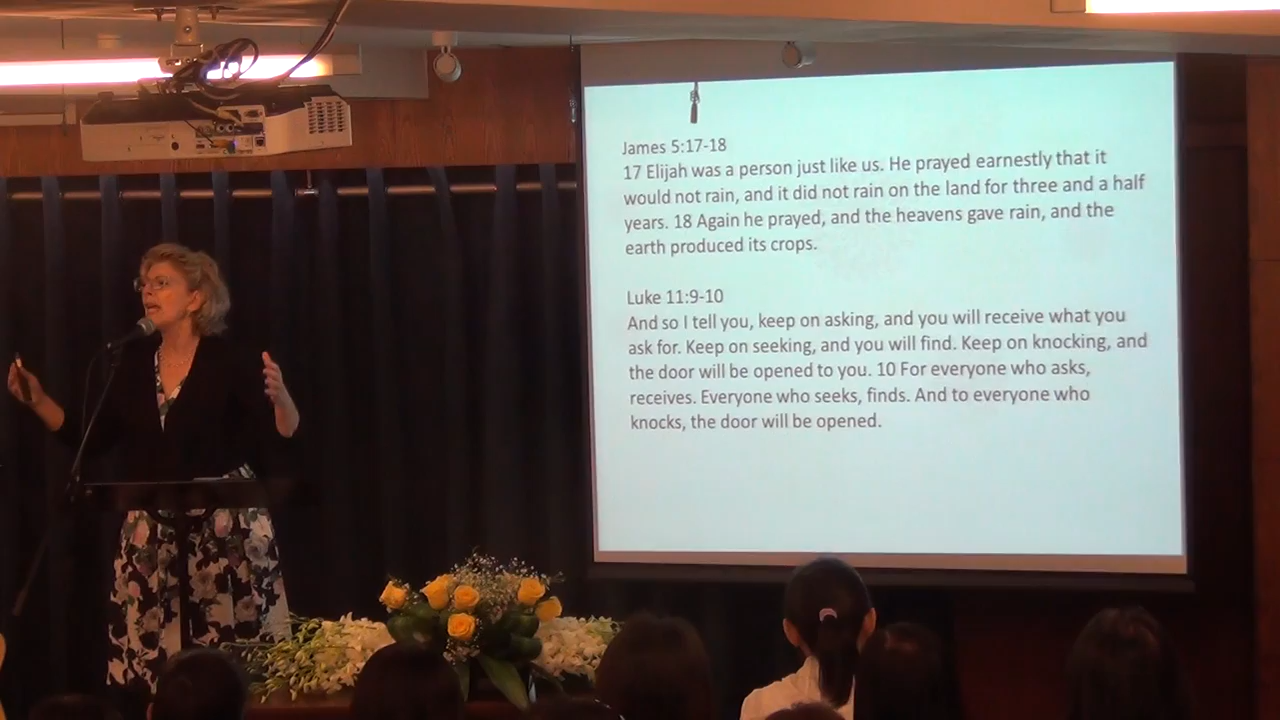 James 5:17-18
17 Elijah was a person just like us. He prayed earnestly that it
would not rain, and it did not rain on the land for three and a half
years. 18 Again he prayed, and the heavens gave rain, and the
earth produced its crops.
Luke 11:9-10
And so I tell you, keep on asking, and you will receive what you
ask for. Keep on seeking, and you will find. Keep on knocking, and
the door will be opened to you. 10 For everyone who asks,
receives. Everyone who seeks, finds. And to everyone who
knocks, the door will be opened.